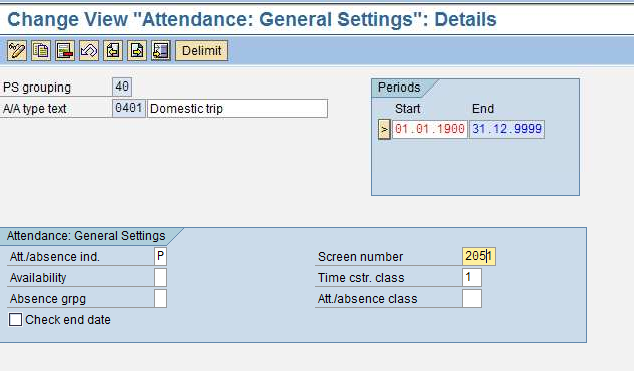 Change View "Attendance: General Settings": Details
Delimit
PS grouping 40
A/A type text 0401 Domestic trip
Periods
Start End
> 01.01.1900 31.12.9999
Attendance: General Settings
Att./absence ind. P Screen number 2051
Availability Time cstr. class 1
Absence grpg Att./absence class
Check end date